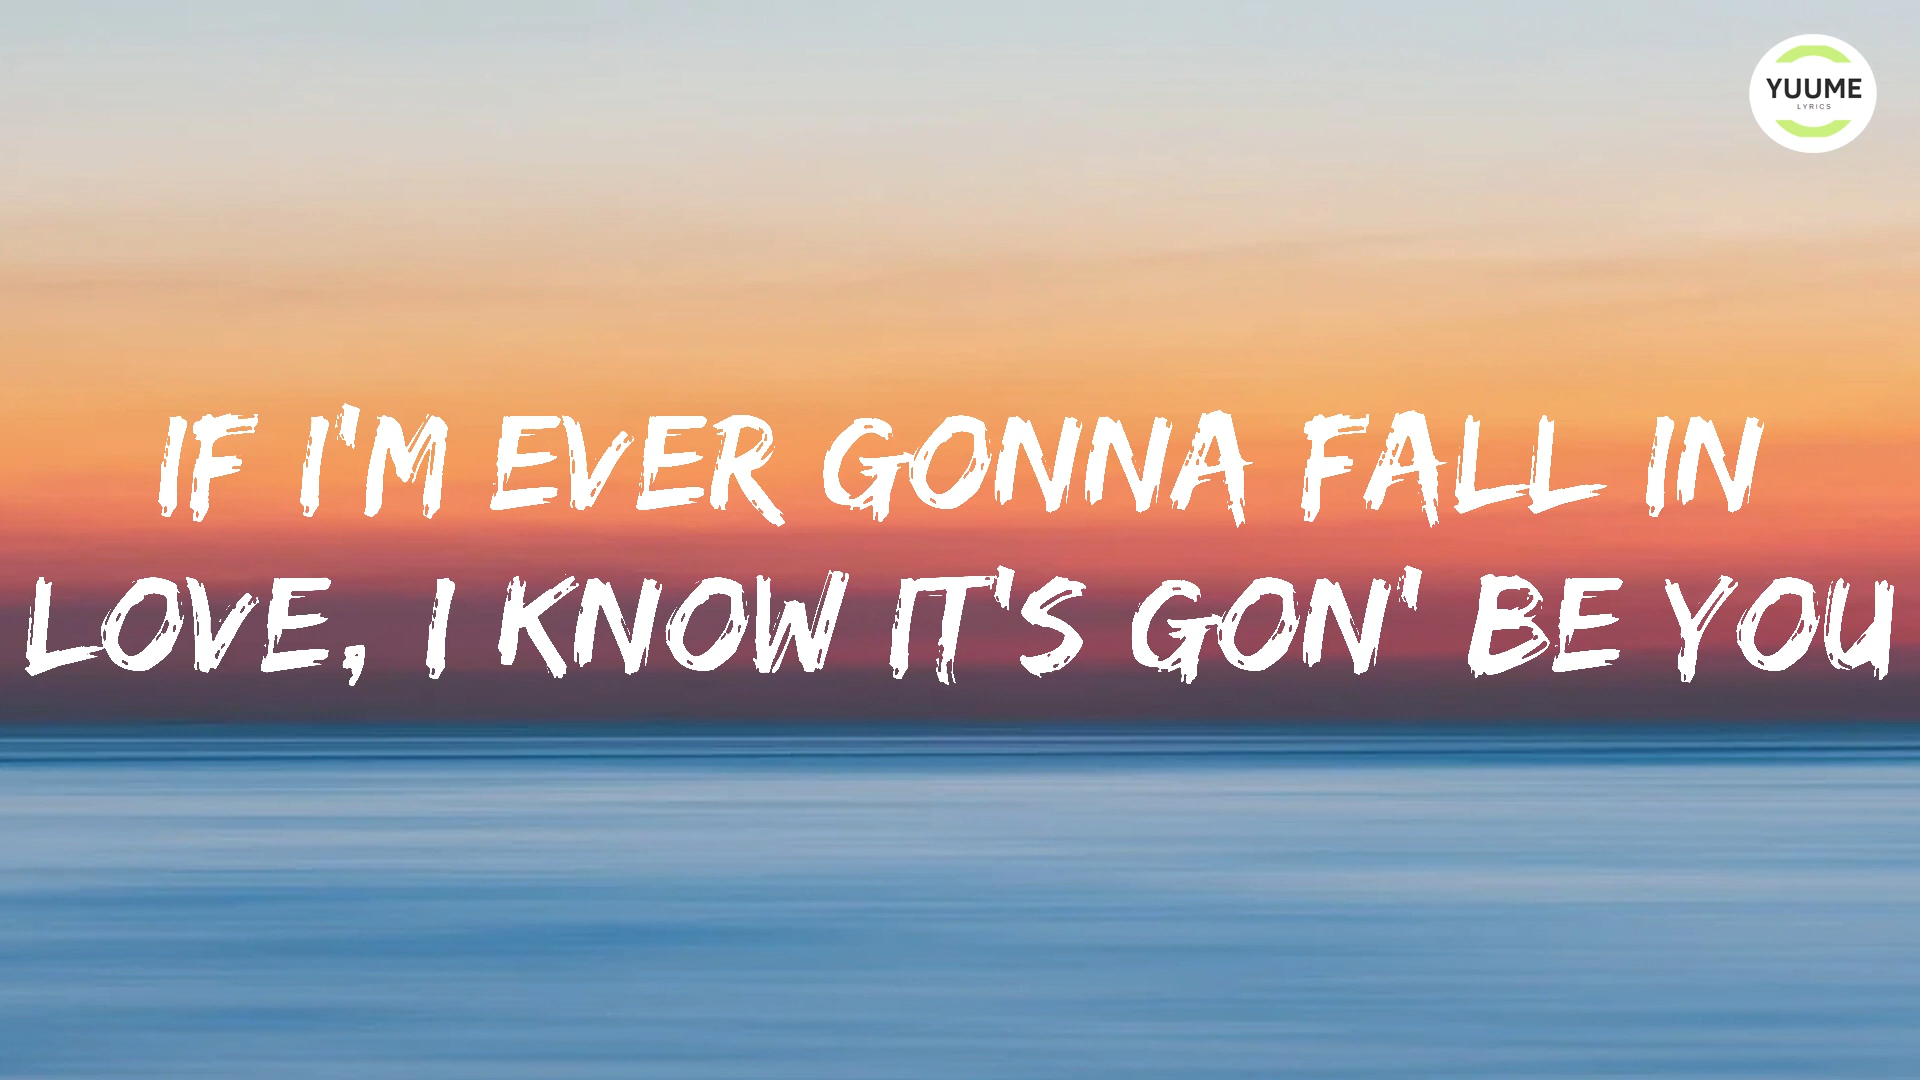 YUUME
LYRICS
IF I'M EVER GONNA FALL IN
LOVE, I KNOW IT'S GON' BE YOU